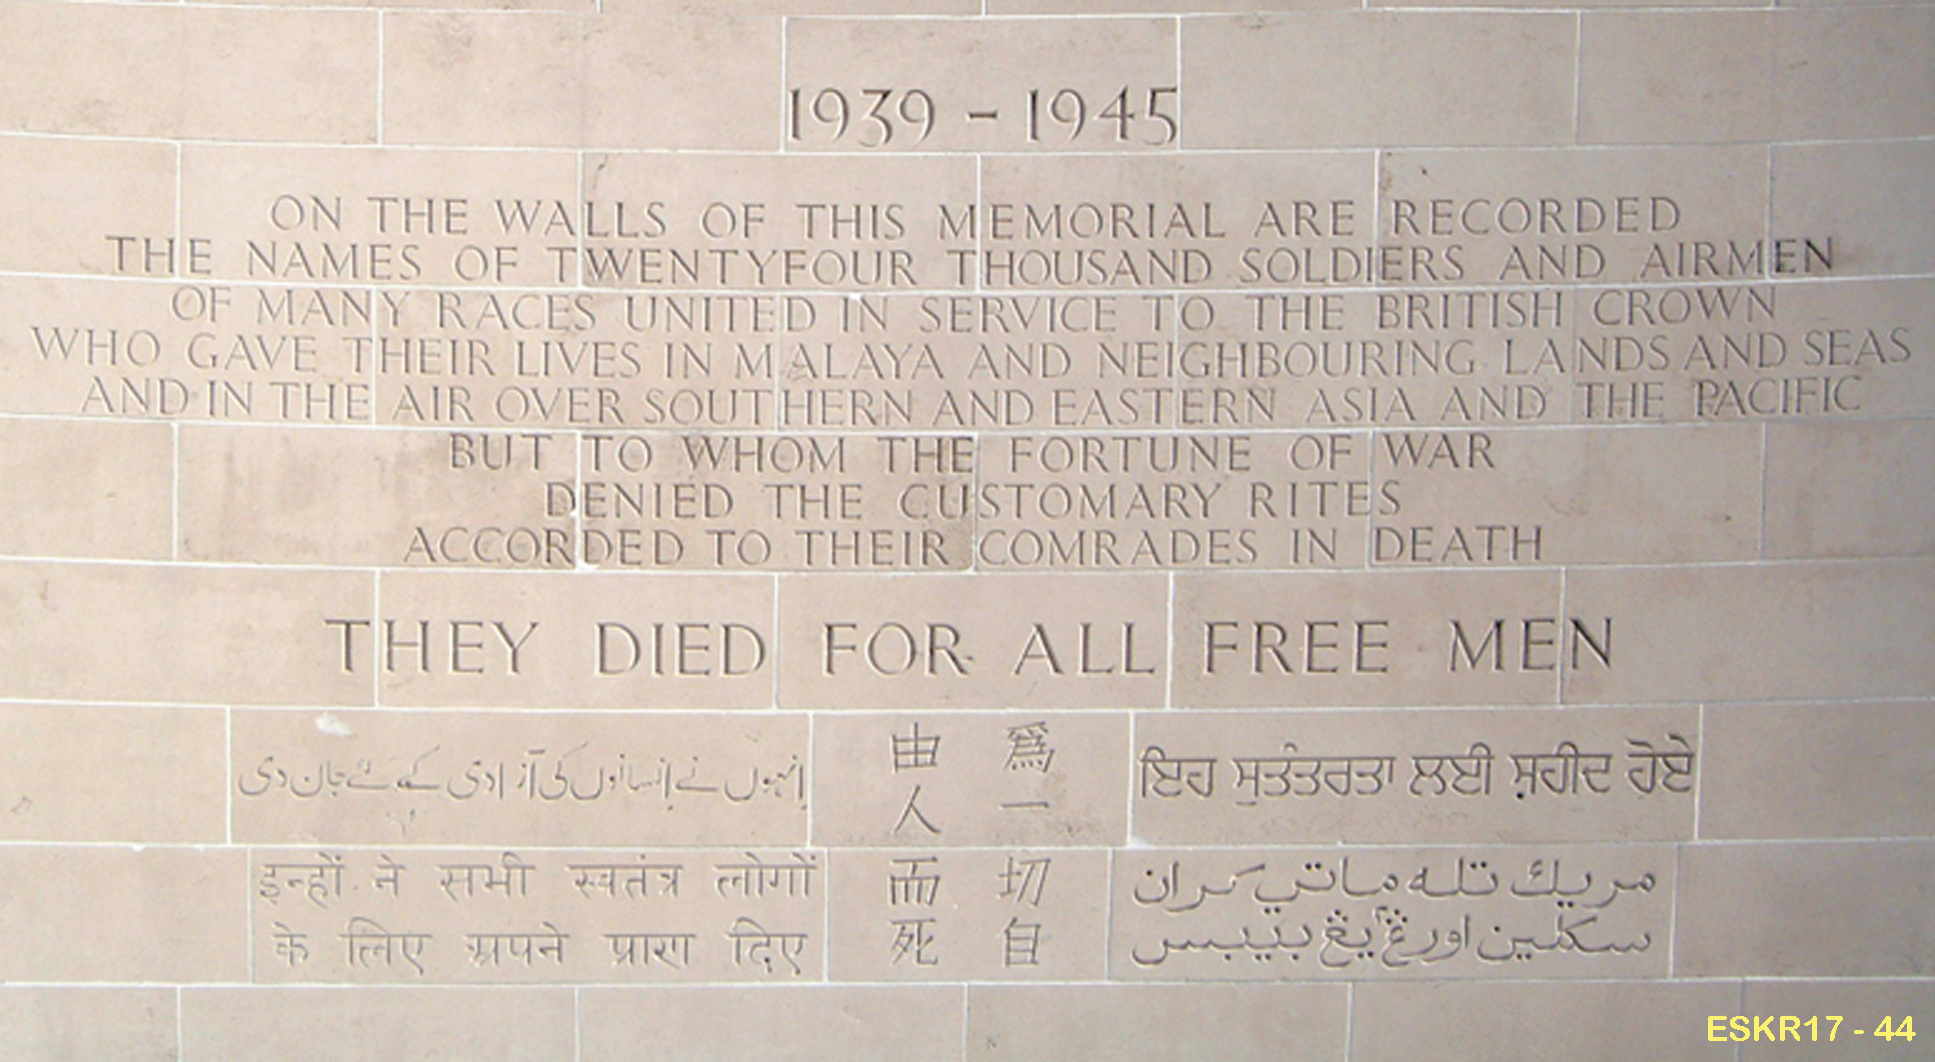 1939 - 1945
ON THE WALLS OF THIS MEMORIAL ARE RECORDED
THE NAMES OF TWENTYFOUR THOUSAND SOLDIERS AND AIRMEN
OF MANY RACES UNITED IN SERVICE TO THE BRITISH CROWN
WHO GAVE THEIR LIVES IN MALAYA AND NEIGHBOURING LANDS AND SEAS
AND IN THE AIR OVER SOUTHERN AND EASTERN ASIA AND THE PACIFIC
BUT TO WHOM THE FORTUNE OF WAR
DENIED THE CUSTOMARY RITES
ACCORDED TO THEIR COMRADES IN DEATH
THEY DIED FOR ALL FREE MEN
انہوں نے انسانوں کی آزادی کے لئے جان دی
爲一切自
由人而死
ਇਹ ਸੁਤੰਤਰਤਾ ਲਈ ਸ਼ਹੀਦ ਹੋਏ
इन्हों ने सभी स्वतंत्र लोगों
के लिए अपने प्राण दिए
مريك تله ماتي كران
سكلين اورڠ٢ يڠ بيبس
ESKR17 - 44